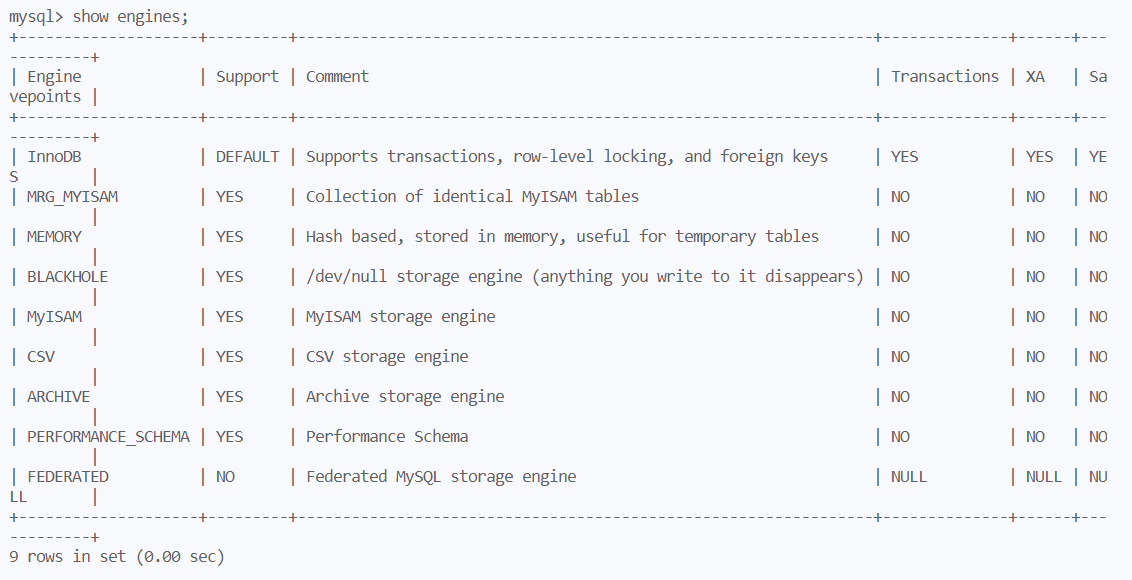 mysql> show engines;
+--------------------+---------+----------------------------------------------------------------+--------------+------+---
---------+
| Engine             | Support | Comment                                                        | Transactions | XA   | Sa
vepoints |
+--------------------+---------+----------------------------------------------------------------+--------------+------+---
---------+
| InnoDB             | DEFAULT | Supports transactions, row-level locking, and foreign keys     | YES          | YES  | YE
S        |
| MRG_MYISAM         | YES     | Collection of identical MyISAM tables                          | NO           | NO   | NO
         |
| MEMORY             | YES     | Hash based, stored in memory, useful for temporary tables      | NO           | NO   | NO
         |
| BLACKHOLE          | YES     | /dev/null storage engine (anything you write to it disappears) | NO           | NO   | NO
         |
| MyISAM             | YES     | MyISAM storage engine                                          | NO           | NO   | NO
         |
| CSV                | YES     | CSV storage engine                                             | NO           | NO   | NO
         |
| ARCHIVE            | YES     | Archive storage engine                                         | NO           | NO   | NO
         |
| PERFORMANCE_SCHEMA | YES     | Performance Schema                                             | NO           | NO   | NO
         |
| FEDERATED          | NO      | Federated MySQL storage engine                                 | NULL         | NULL | NU
LL       |
+--------------------+---------+----------------------------------------------------------------+--------------+------+---
---------+
9 rows in set (0.00 sec)